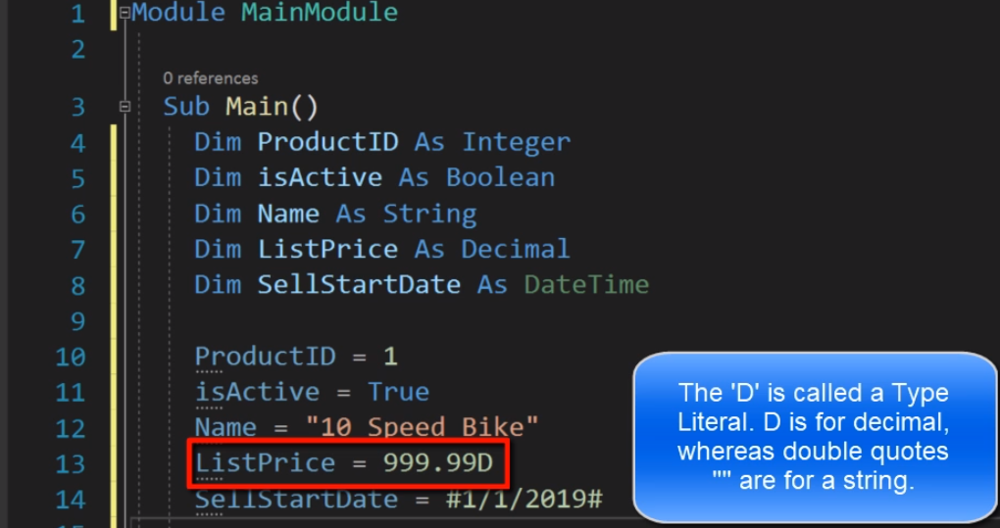 1 Module MainModule
2
0 references
3 Sub Main()
4 Dim ProductID As Integer
5 Dim isActive As Boolean
6 Dim Name As String
7 Dim ListPrice As Decimal
8 Dim SellStartDate As DateTime
9
10 ProductID = 1
11 isActive = True
12 Name = "10 Speed Bike"
13 ListPrice = 999.99D
14 SellStartDate = #1/1/2019#
15
The 'D' is called a Type
Literal. D is for decimal,
whereas double quotes
"" are for a string.